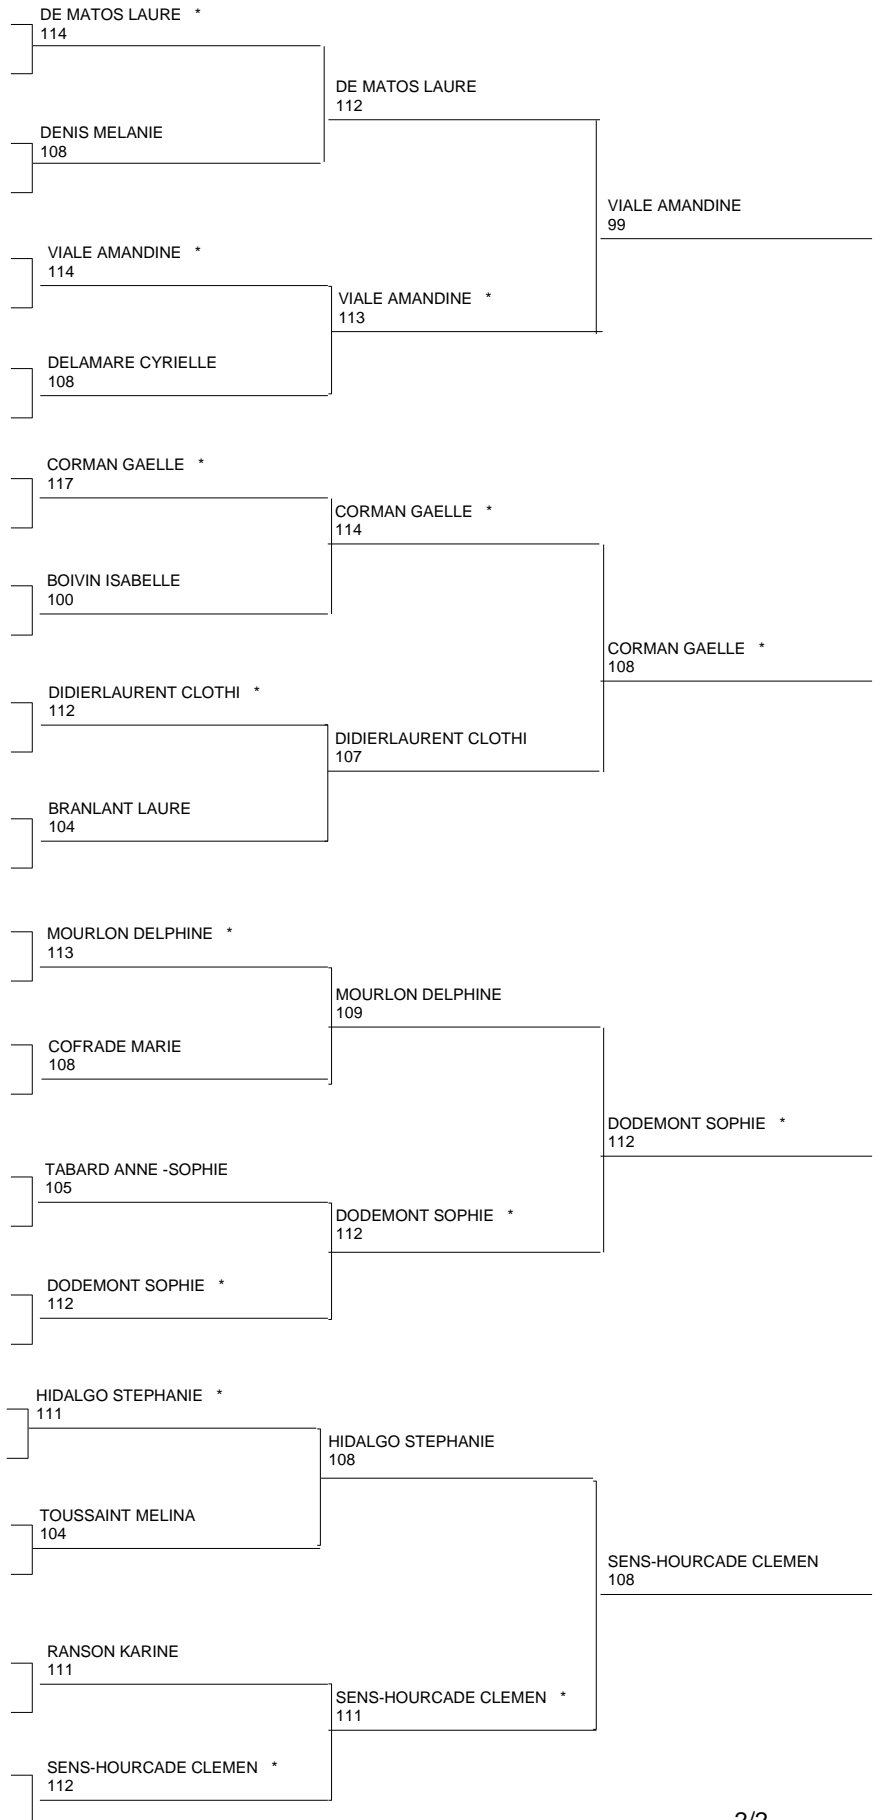 DE MATOS LAURE *
114
DENIS MELANIE
108
VIALE AMANDINE *
114
DELAMARE CYRIELLE
108
CORMAN GAELLE *
117
BOIVIN ISABELLE
100
DIDIERLAURENT CLOTHI *
112
BRANLANT LAURE
104
MOURLON DELPHINE *
113
COFRADE MARIE
108
TABARD ANNE -SOPHIE
105
DODEMONT SOPHIE *
112
HIDALGO STEPHANIE *
111
TOUSSAINT MELINA
104
RANSON KARINE
111
SENS-HOURCADE CLEMEN *
112
DE MATOS LAURE
112
VIALE AMANDINE *
113
CORMAN GAELLE *
114
DIDIERLAURENT CLOTHI
107
MOURLON DELPHINE
109
DODEMONT SOPHIE *
112
HIDALGO STEPHANIE
108
SENS-HOURCADE CLEMEN *
111
VIALE AMANDINE
99
CORMAN GAELLE *
108
DODEMONT SOPHIE *
112
SENS-HOURCADE CLEMEN
108